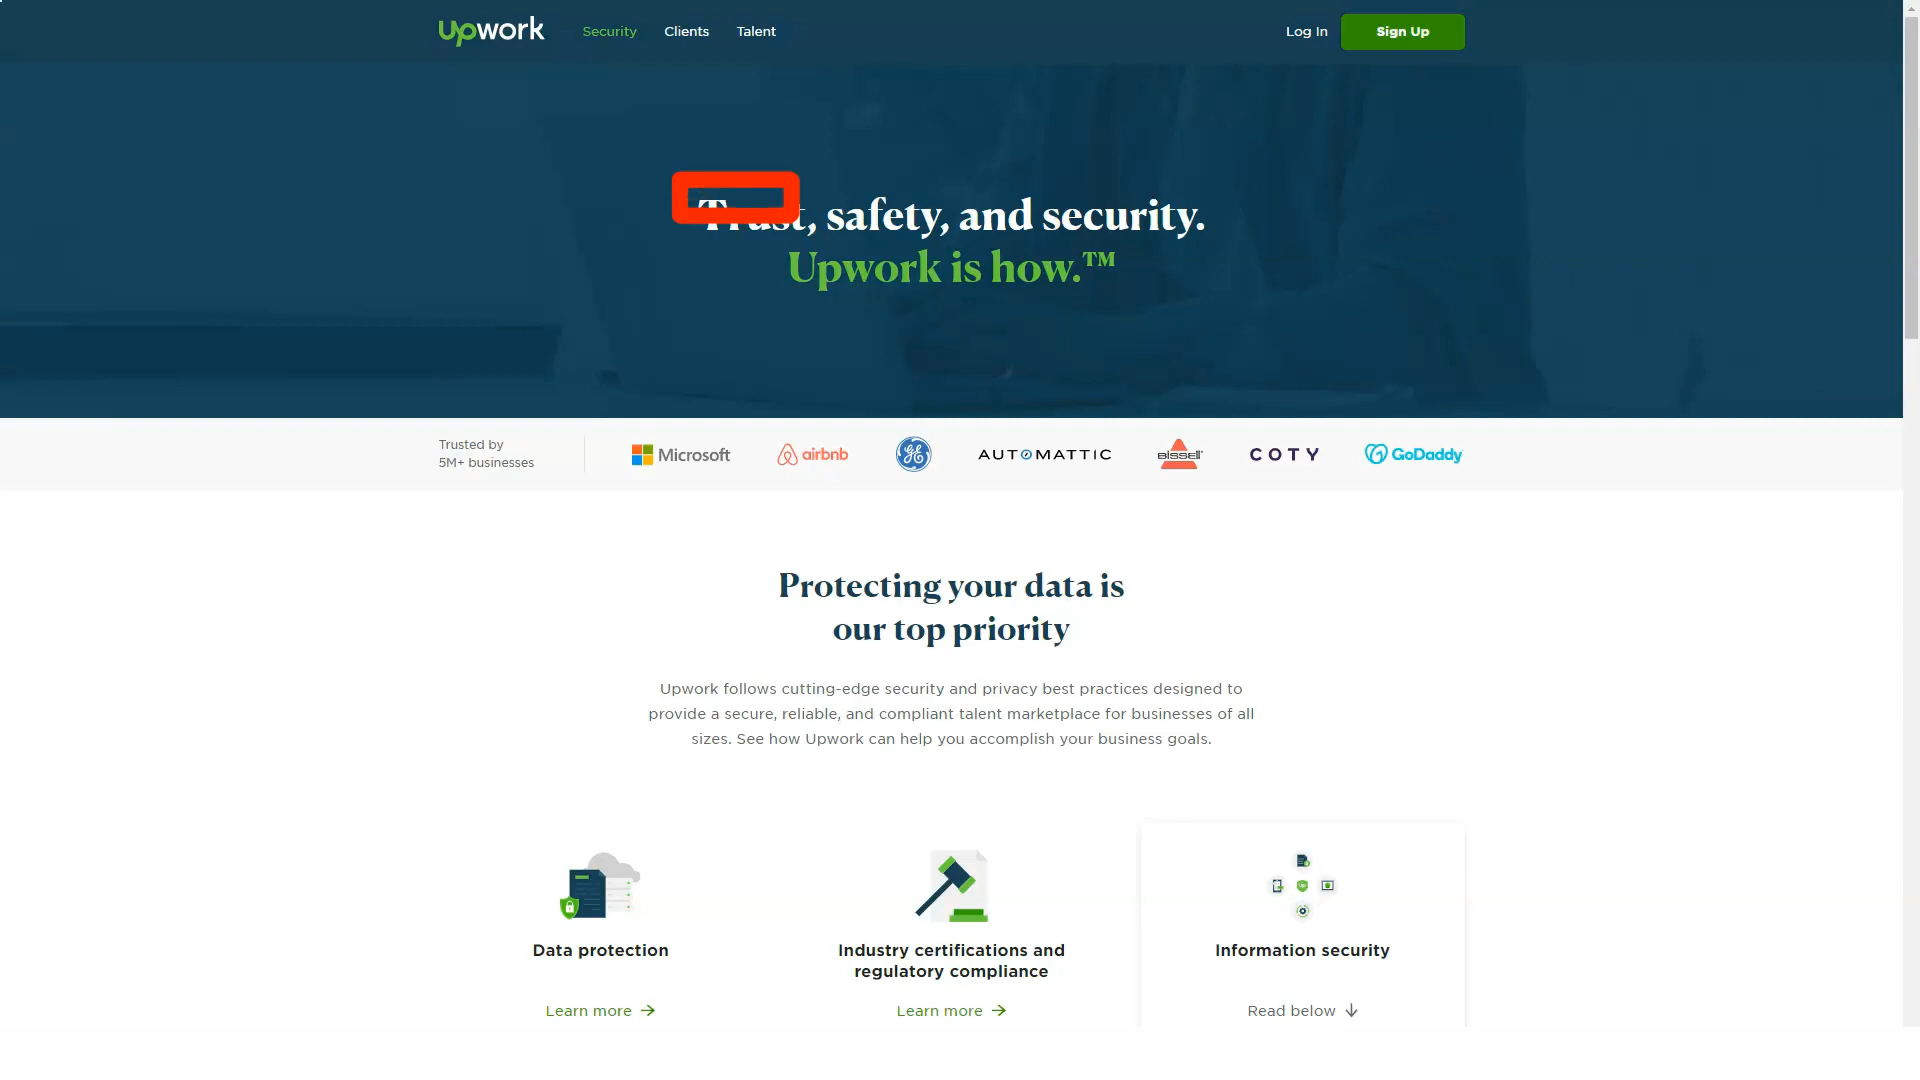 Upwork
Security
Clients
Talent
Log In
Sign Up
Trust, safety, and security.
Upwork is how.™
Trusted by
5M+ businesses
Microsoft
airbnb
GE
AUTOMATTIC
BISSELL
COTY
GoDaddy
Protecting your data is
our top priority
Upwork follows cutting-edge security and privacy best practices designed to
provide a secure, reliable, and compliant talent marketplace for businesses of all
sizes. See how Upwork can help you accomplish your business goals.
Data protection
Industry certifications and
regulatory compliance
Information security
Learn more
Learn more
Read below